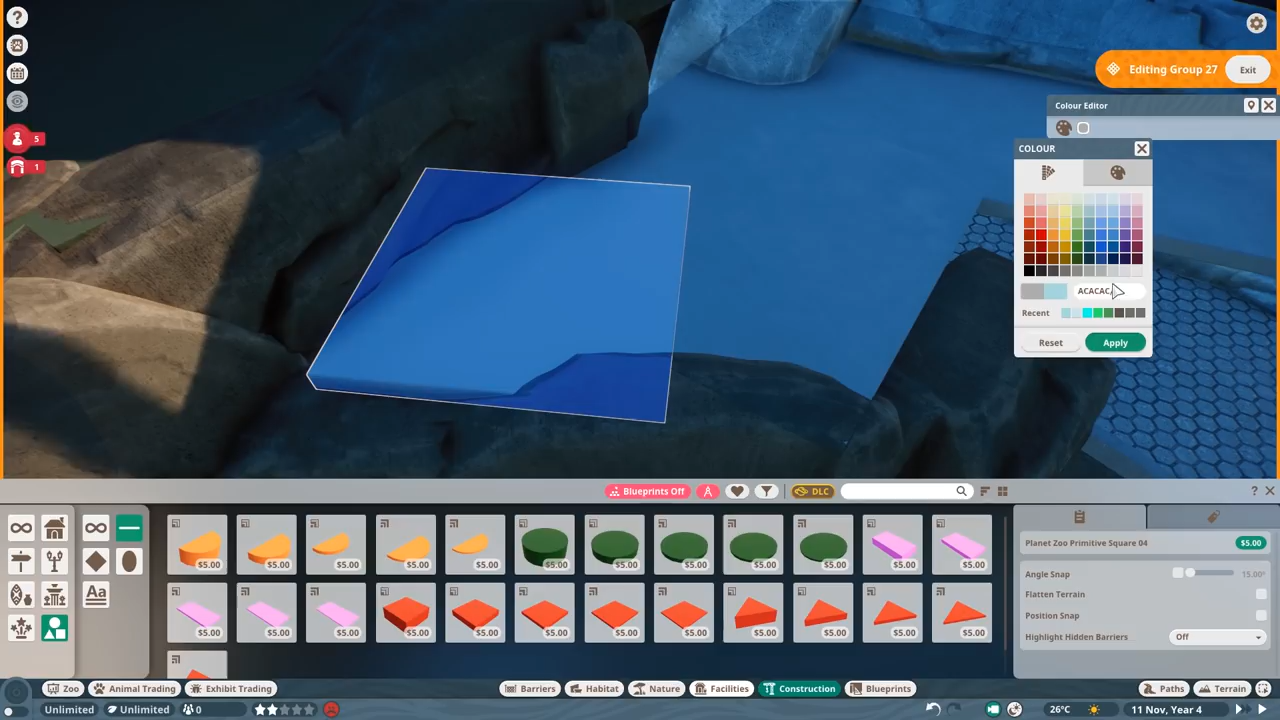 ?
Editing Group 27
Exit
Colour Editor
5
COLOUR
1
ACACAC
Recent
Reset
Apply
Blueprints Off
DLC
?
$5.00 $5.00 $5.00 $5.00 $5.00 $5.00 $5.00 $5.00 $5.00 $5.00 $5.00 $5.00
Planet Zoo Primitive Square 04 $5.00
Angle Snap 15.00°
Flatten Terrain
Aa
Position Snap
$5.00 $5.00 $5.00 $5.00 $5.00 $5.00 $5.00 $5.00 $5.00 $5.00 $5.00 $5.00
Highlight Hidden Barriers Off
Zoo Animal Trading Exhibit Trading Barriers Habitat Nature Facilities Construction Blueprints Paths Terrain
Unlimited Unlimited 0 26°C 11 Nov, Year 4